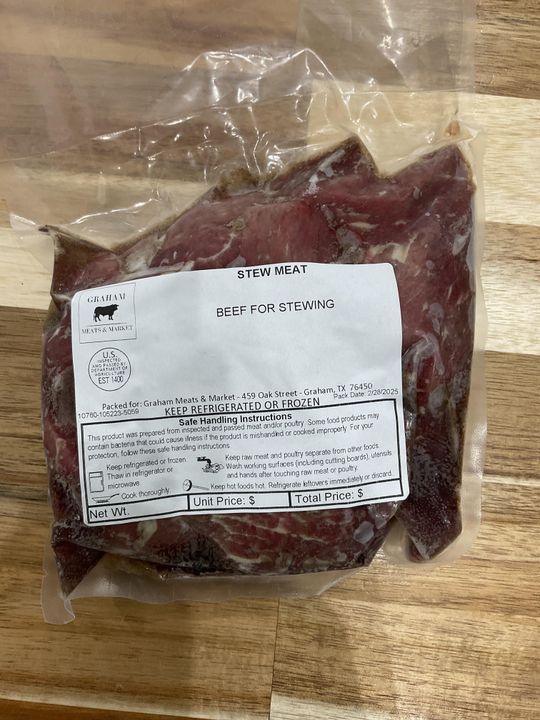 STEW MEAT
GRAHAM
MEATS & MARKET
BEEF FOR STEWING
U.S.
INSPECTED
AND PASSED BY
DEPARTMENT OF
AGRICULTURE
EST 1400
Packed for: Graham Meats & Market - 459 Oak Street - Graham, TX 76450
10760-105223-5059
KEEP REFRIGERATED OR FROZEN
Pack Date: 2/28/2025
Safe Handling Instructions
This product was prepared from inspected and passed meat and/or poultry. Some food products may
contain bacteria that could cause illness if the product is mishandled or cooked improperly. For your
protection, follow these safe handling instructions.
Keep refrigerated or frozen.
Thaw in refrigerator or
microwave
Keep raw meat and poultry separate from other foods.
Wash working surfaces (including cutting boards), utensils
and hands after touching raw meat or poultry.
Cook thoroughly.
Keep hot foods hot. Refrigerate leftovers immediately or discard.
Net Wt.
Unit Price: $
Total Price: $